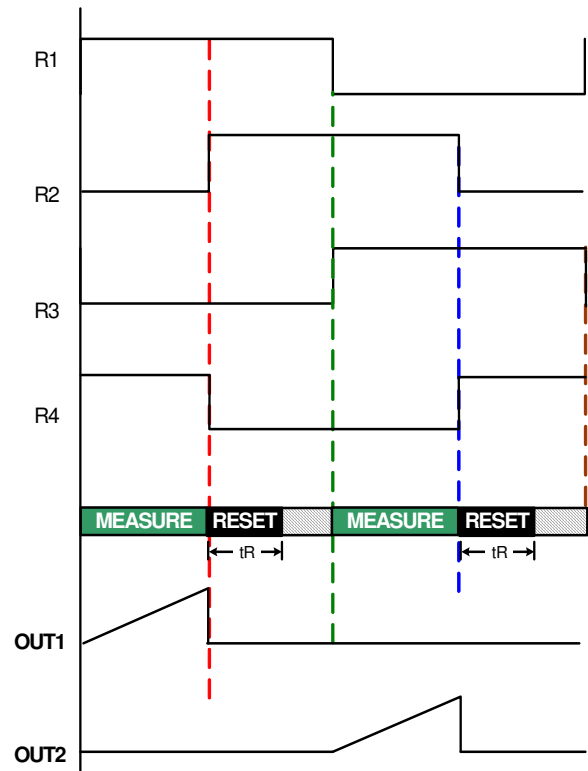 R1
R2
R3
R4
MEASURE RESET MEASURE RESET
tR tR
OUT1
OUT2